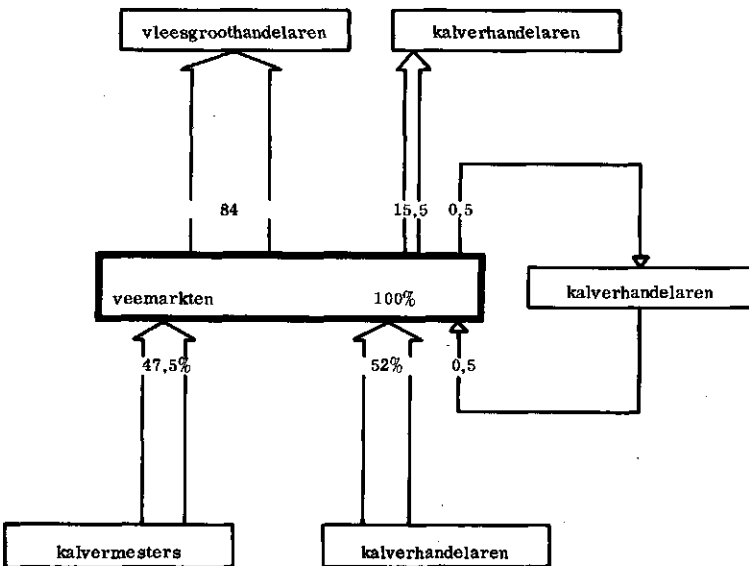 vleesgroothandelaren
kalverhandelaren
84
15,5
0,5
veemarkten 100%
kalverhandelaren
47,5%
52%
0,5
kalvermesters
kalverhandelaren